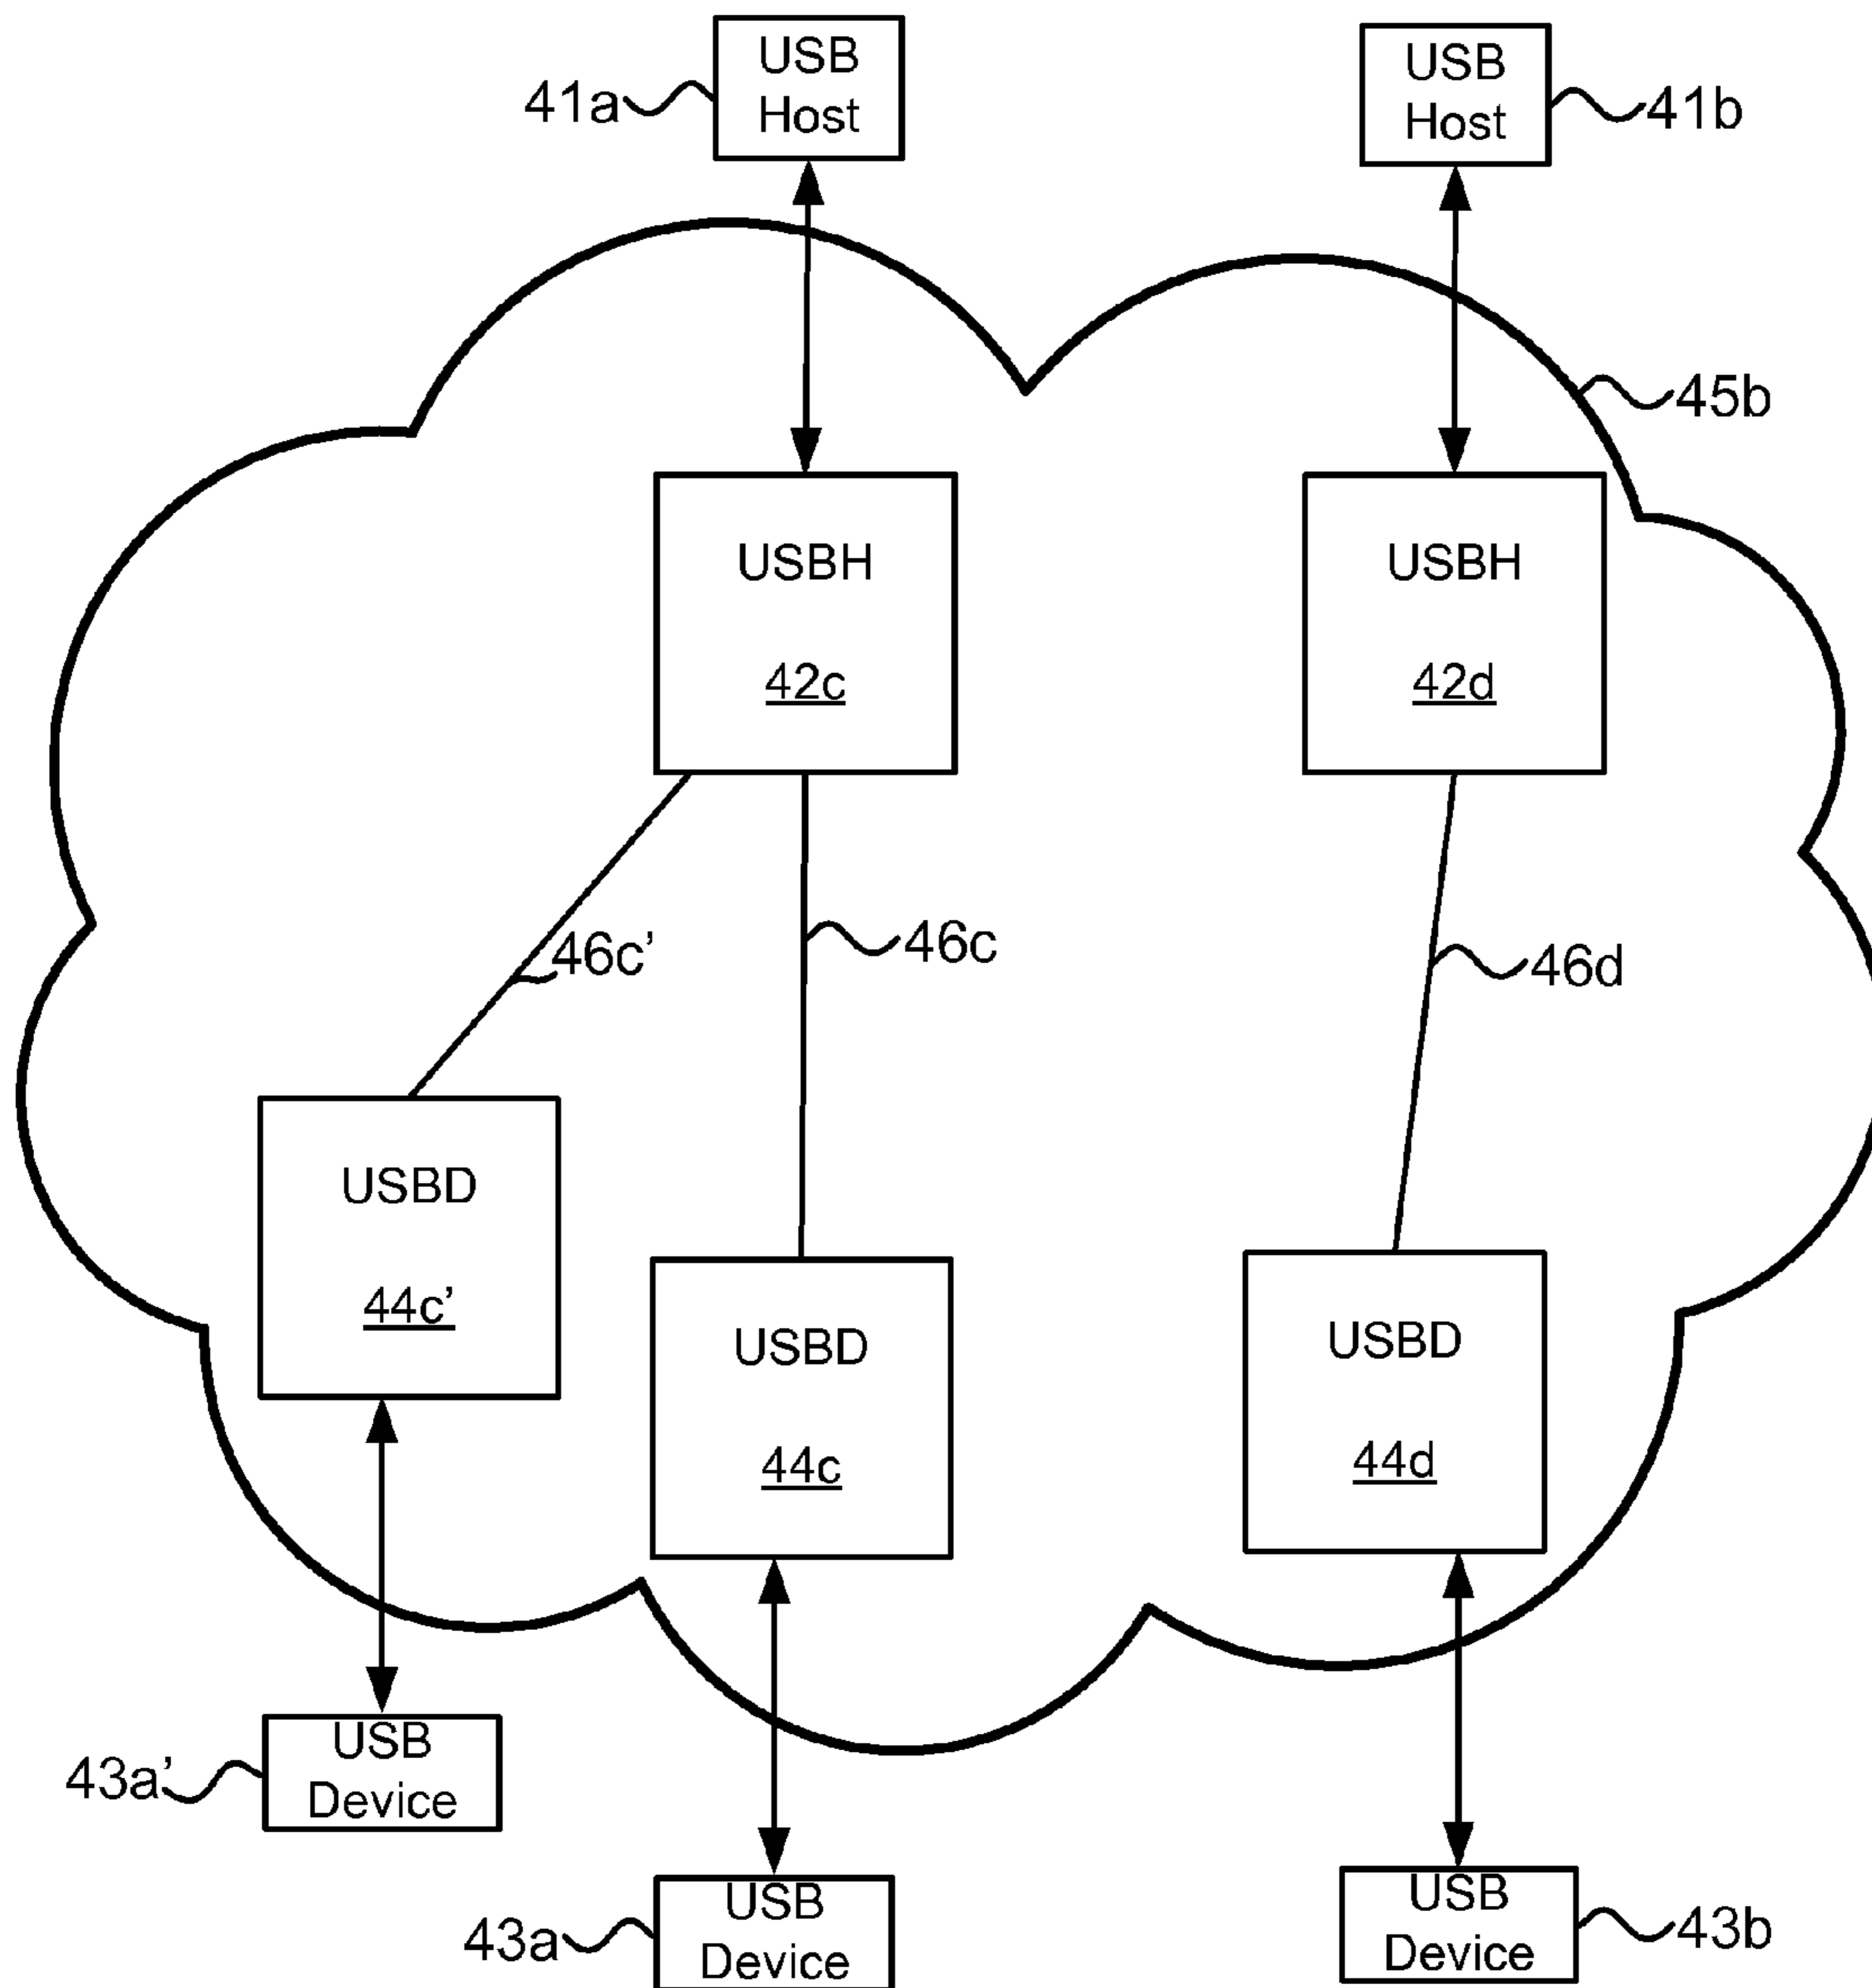 USB
Host
41a
USB
Host
41b
45b
USBH
42c
USBH
42d
46c’
46c
46d
USBD
44c’
USBD
44c
USBD
44d
USB
Device
43a’
USB
Device
43a
USB
Device
43b